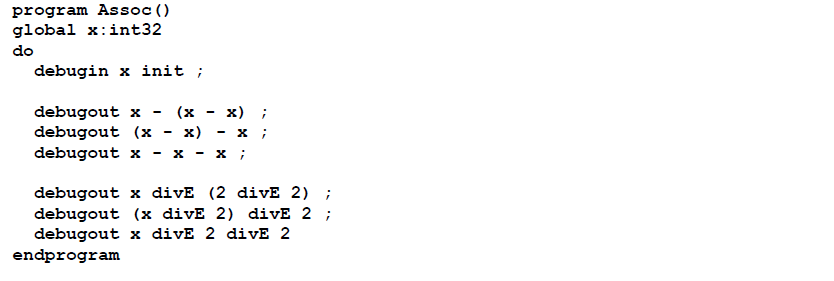 program Assoc()
global x:int32
do
  debugin x init ;

  debugout x - (x - x) ;
  debugout (x - x) - x ;
  debugout x - x - x ;

  debugout x divE (2 divE 2) ;
  debugout (x divE 2) divE 2 ;
  debugout x divE 2 divE 2
endprogram